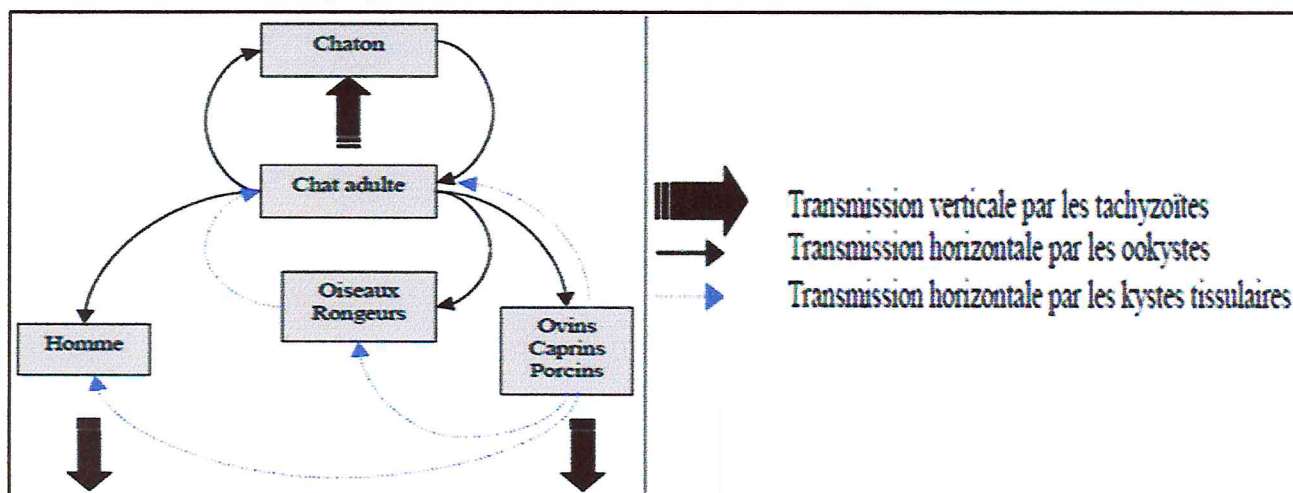 Chaton
Chat adulte
Oiseaux
Rongeurs
Homme
Ovins
Caprins
Porcins
Transmission verticale par les tachyzoïtes
Transmission horizontale par les ookystes
Transmission horizontale par les kystes tissulaires